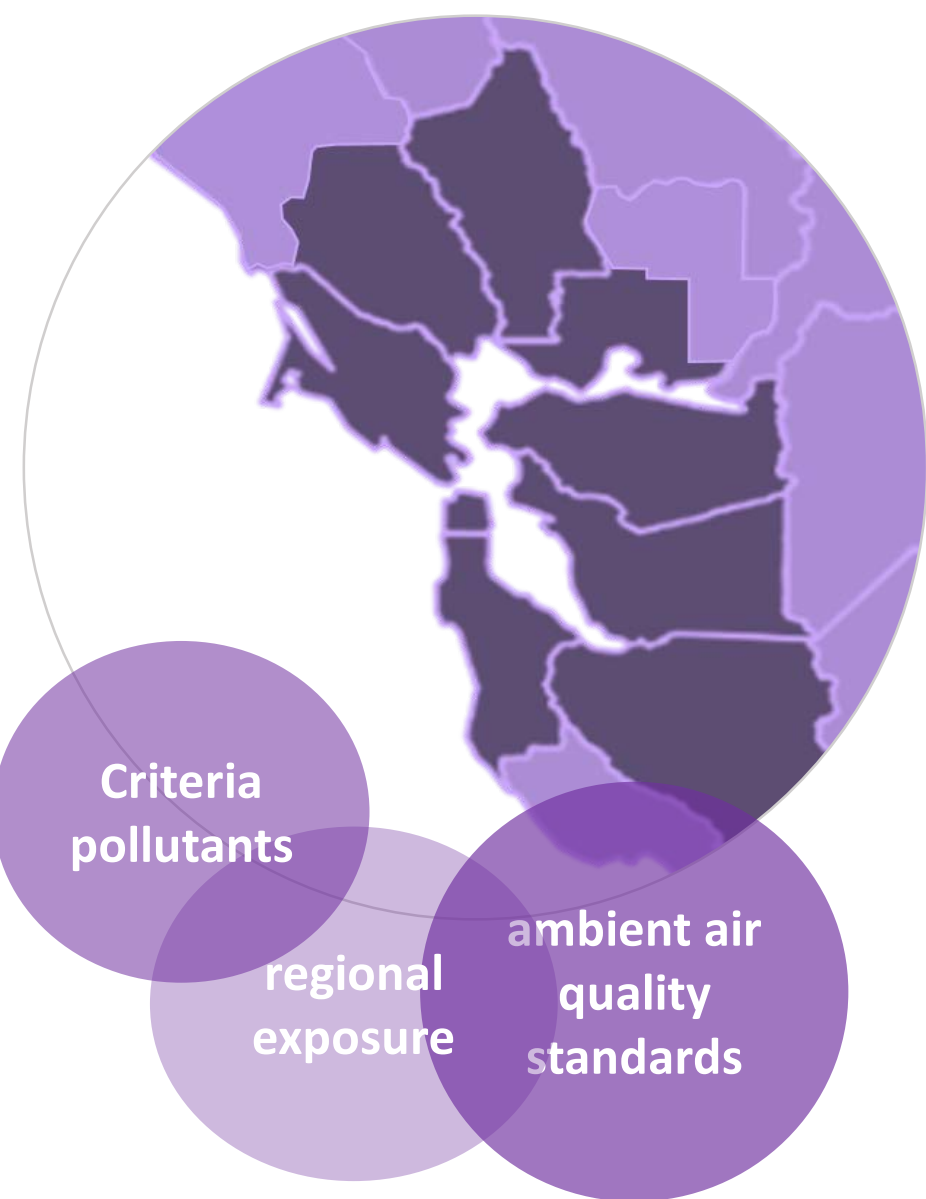 Criteria
pollutants
regional
exposure
ambient air
quality
standards